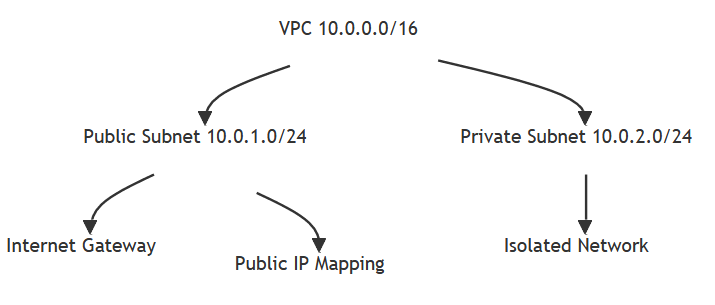 VPC 10.0.0.0/16
Public Subnet 10.0.1.0/24
Private Subnet 10.0.2.0/24
Internet Gateway
Public IP Mapping
Isolated Network